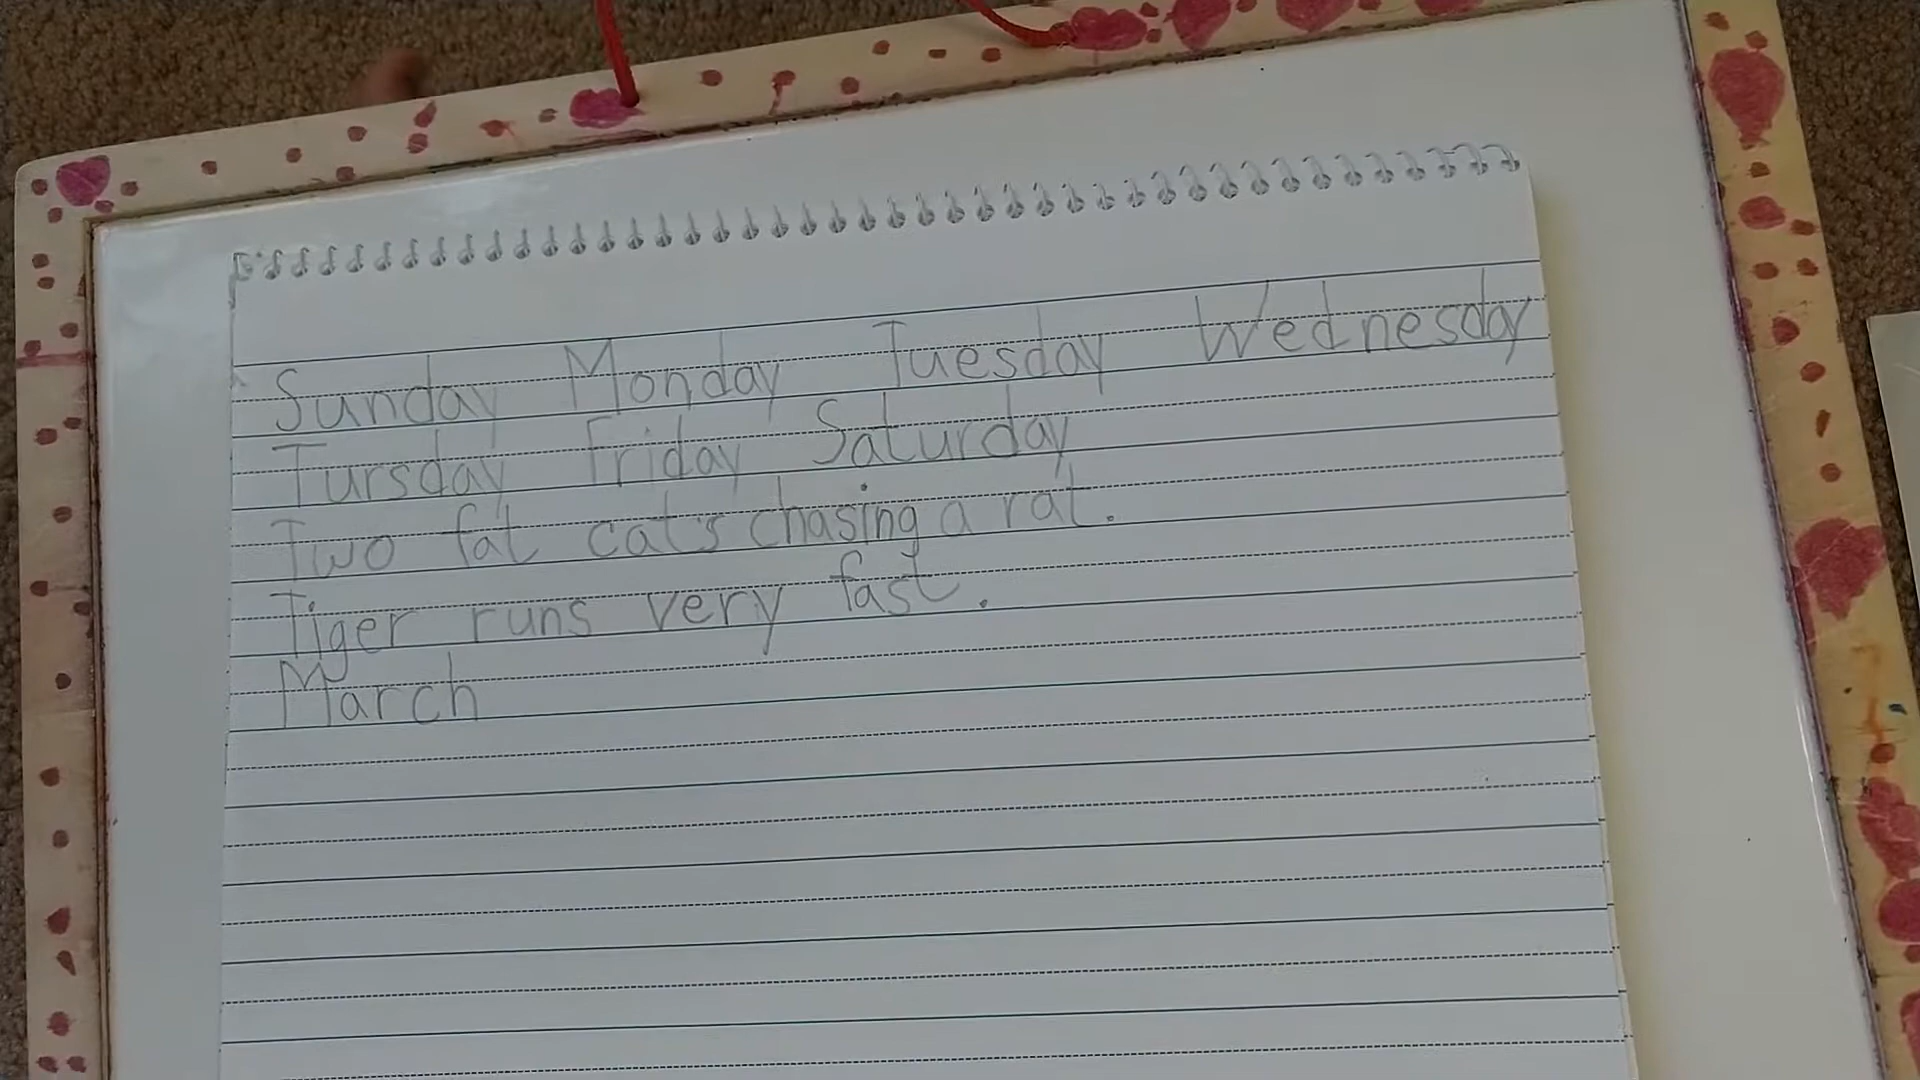 Sunday Monday Tuesday Wednesday
Tursday Friday Saturday
Two fat cat's chasing a rat.
Tiger runs very fast.
March